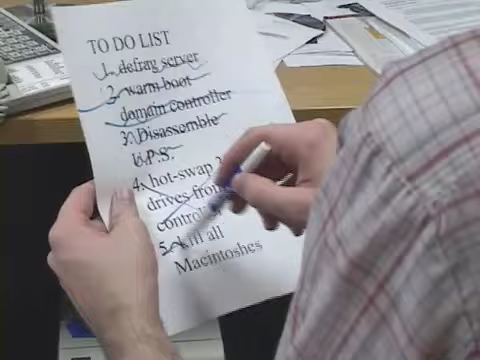 TO DO LIST
1. defrag server
2. warm boot
domain controller
3. Disassemble
U.P.S.
4. hot-swap
drives from
controller
5. kill all
Macintoshes